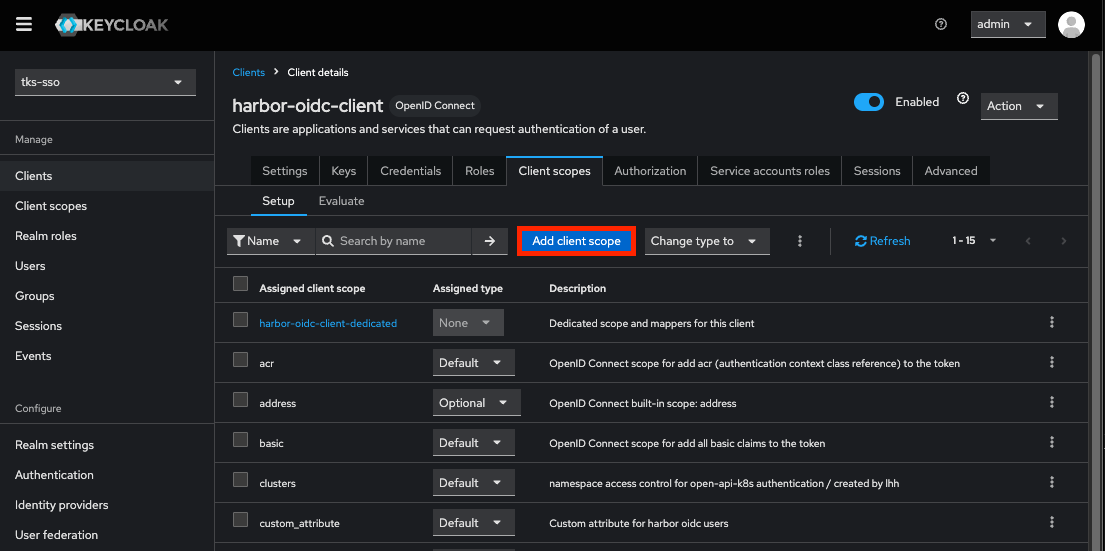 KEYCLOAK
admin
tks-sso
Manage
Clients
Client scopes
Realm roles
Users
Groups
Sessions
Events
Configure
Realm settings
Authentication
Identity providers
User federation
Clients > Client details
harbor-oidc-client OpenID Connect
Enabled
Action
Clients are applications and services that can request authentication of a user.
Settings Keys Credentials Roles Client scopes Authorization Service accounts roles Sessions Advanced
Setup Evaluate
Name Search by name Add client scope Change type to Refresh 1 - 15
Assigned client scope Assigned type Description
harbor-oidc-client-dedicated None Dedicated scope and mappers for this client
acr Default OpenID Connect scope for add acr (authentication context class reference) to the token
address Optional OpenID Connect built-in scope: address
basic Default OpenID Connect scope for add all basic claims to the token
clusters Default namespace access control for open-api-k8s authentication / created by lhh
custom_attribute Default Custom attribute for harbor oidc users